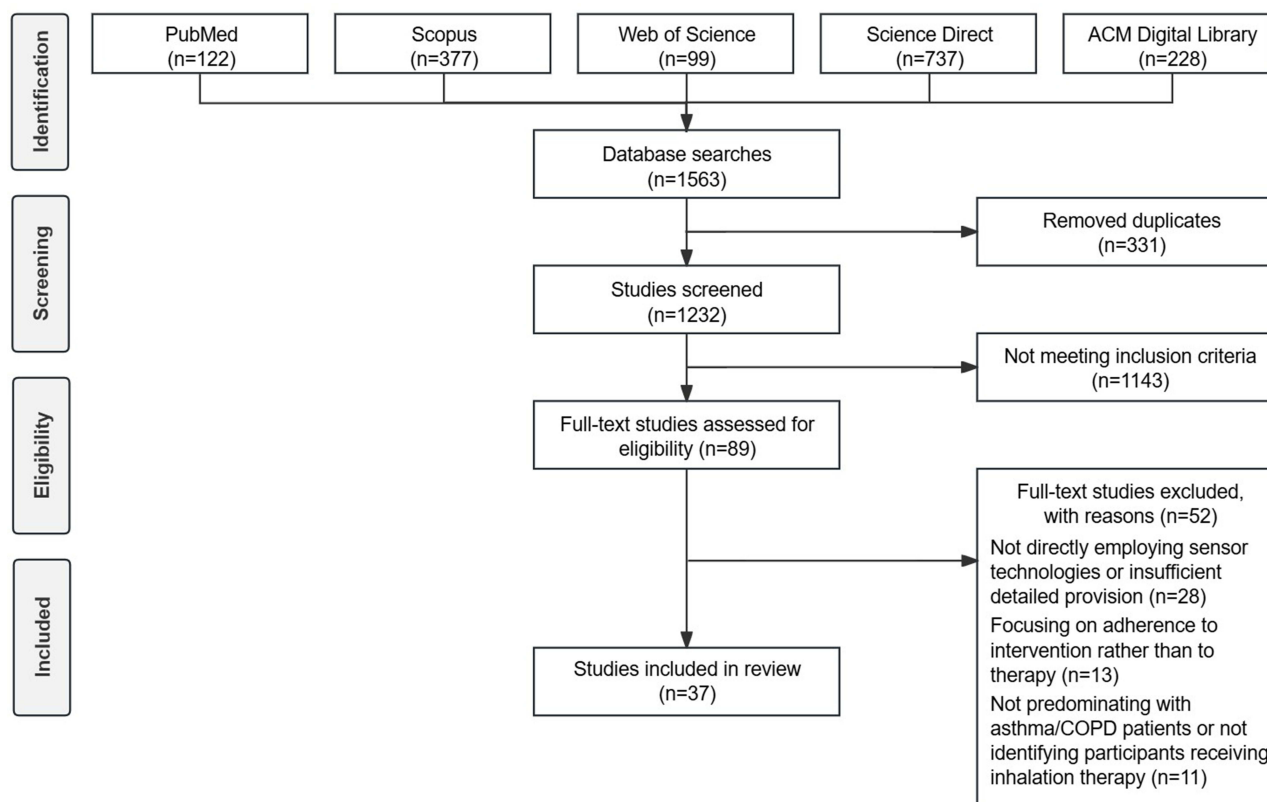 Identification
PubMed
(n=122)
Scopus
(n=377)
Web of Science
(n=99)
Science Direct
(n=737)
ACM Digital Library
(n=228)
Database searches
(n=1563)
Screening
Removed duplicates
(n=331)
Studies screened
(n=1232)
Not meeting inclusion criteria
(n=1143)
Eligibility
Full-text studies assessed for
eligibility (n=89)
Full-text studies excluded,
with reasons (n=52)
Not directly employing sensor
technologies or insufficient
detailed provision (n=28)
Focusing on adherence to
intervention rather than to
therapy (n=13)
Not predominating with
asthma/COPD patients or not
identifying participants receiving
inhalation therapy (n=11)
Included
Studies included in review
(n=37)